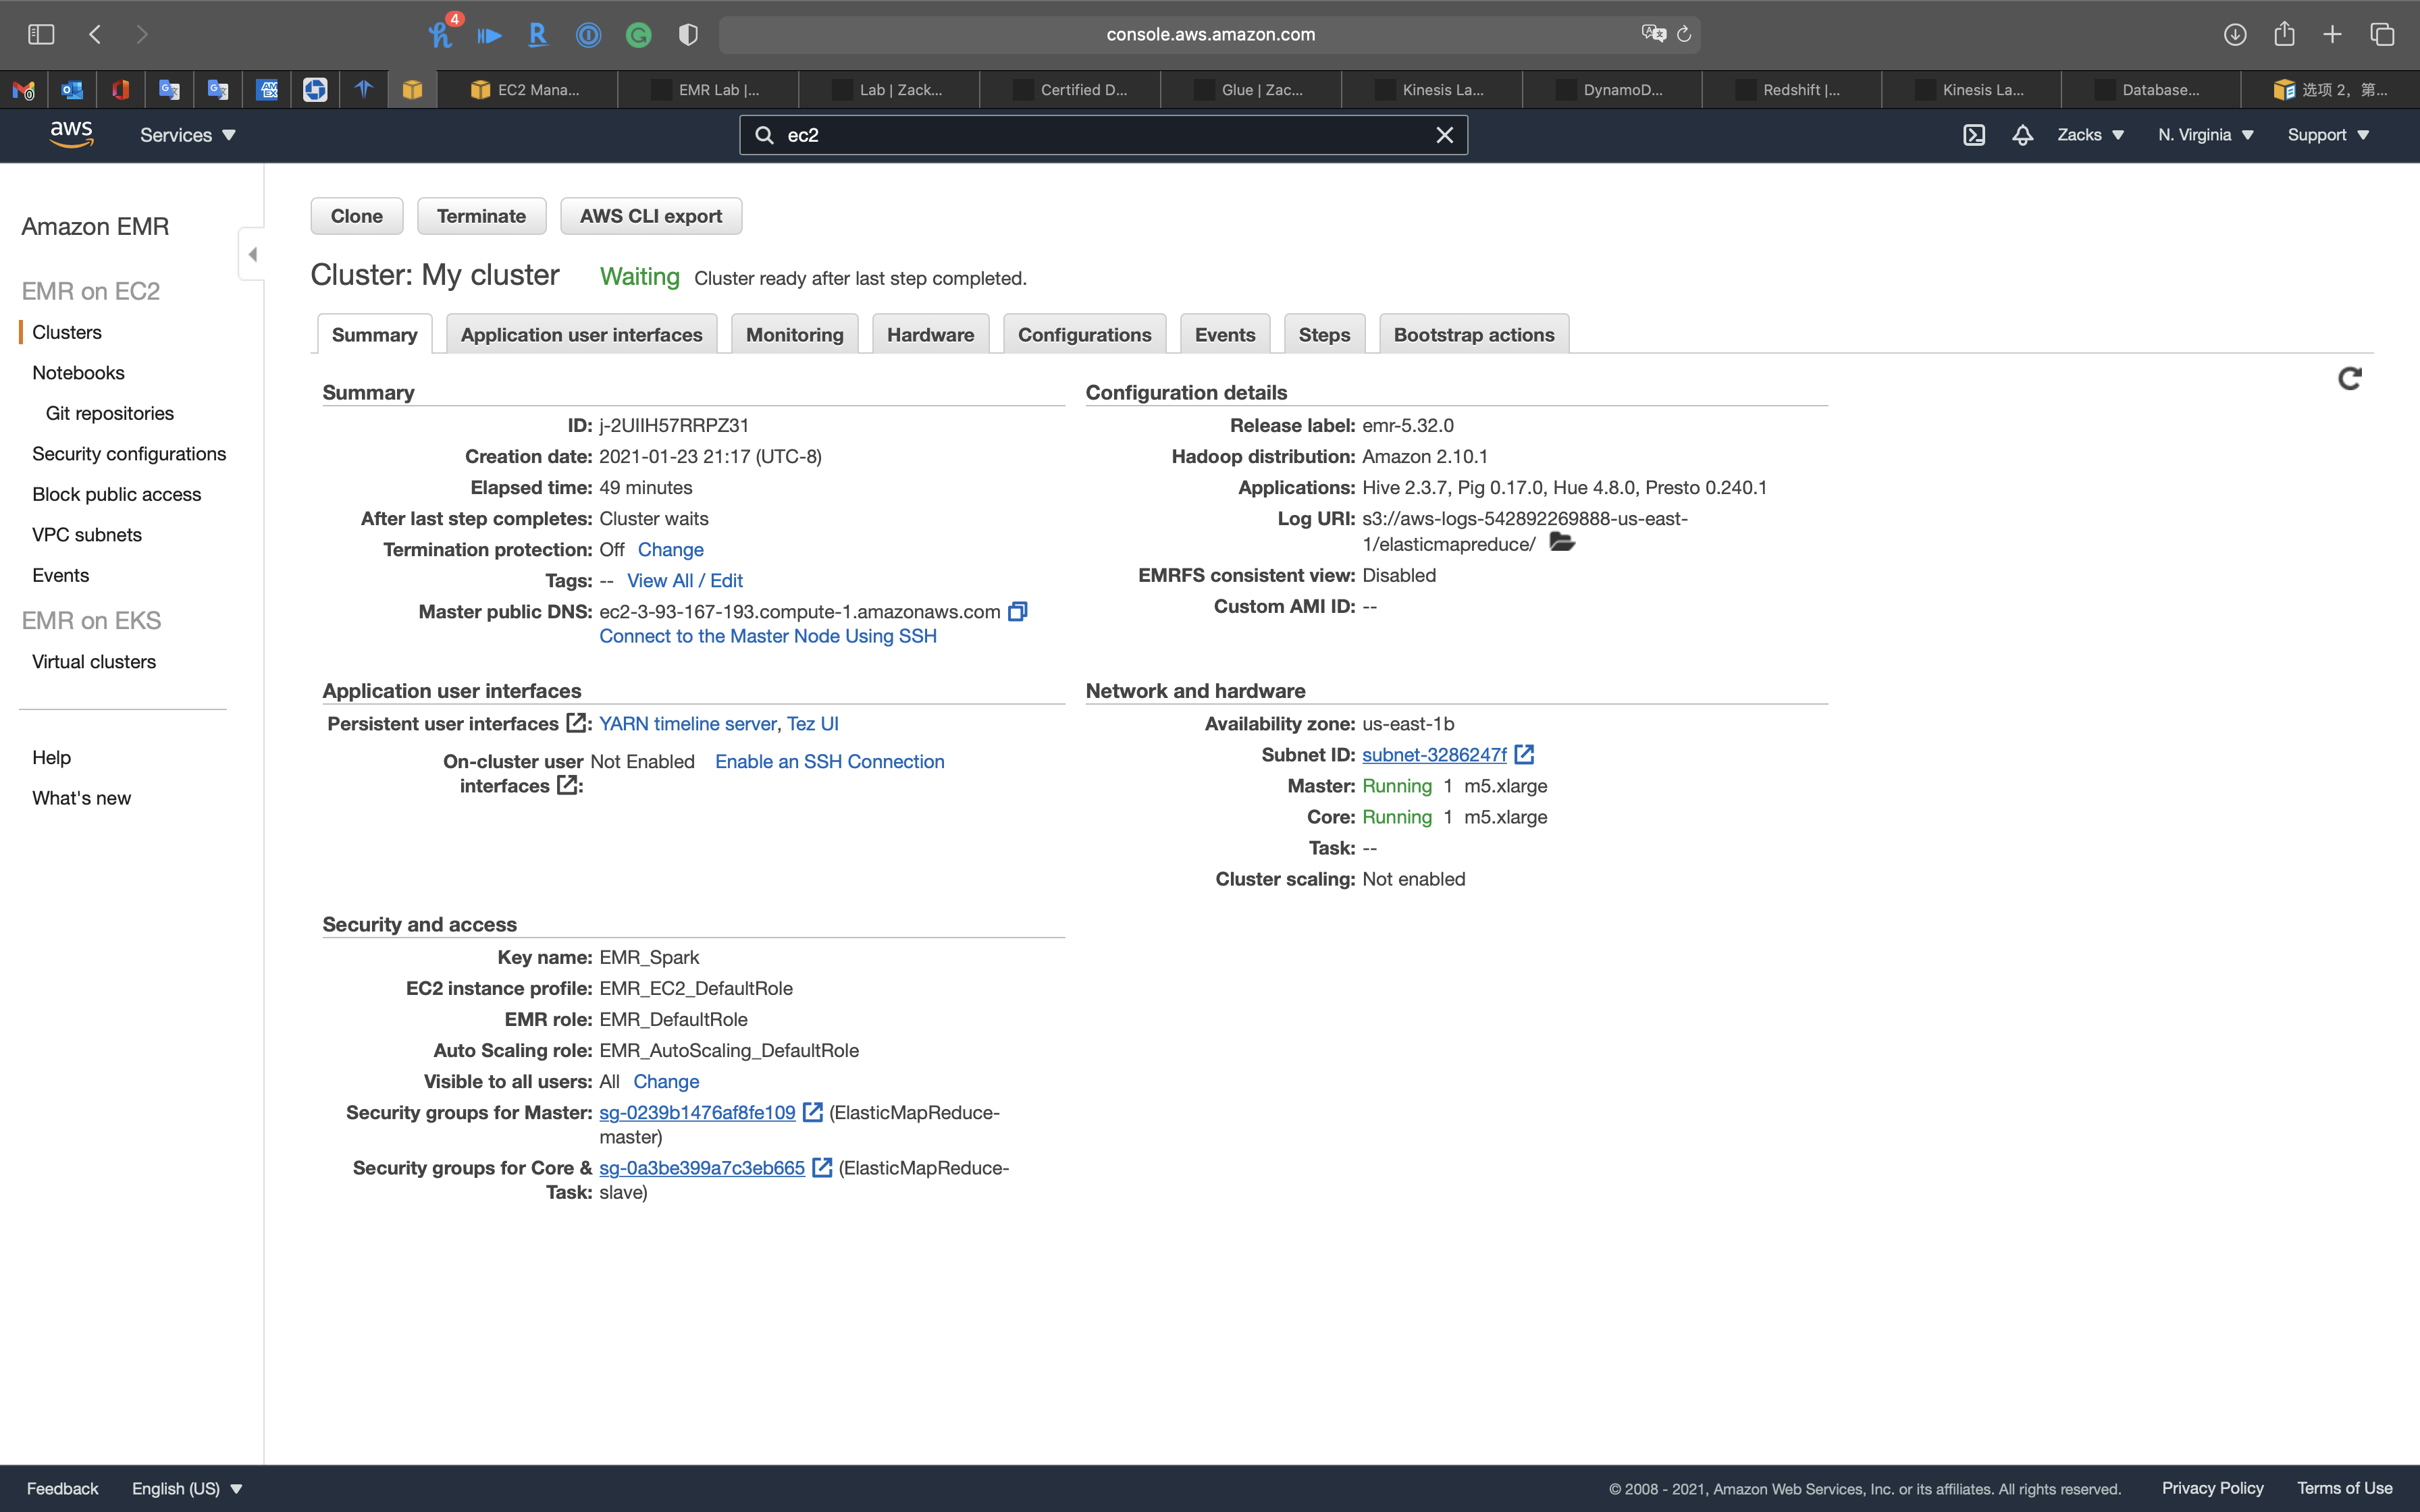 4
console.aws.amazon.com
EC2 Mana...
EMR Lab |...
Lab | Zack...
Certified D...
Glue | Zac...
Kinesis La...
DynamoD...
Redshift |...
Kinesis La...
Database...
选项 2，第...
aws
Services
ec2
Zacks
N. Virginia
Support
Amazon EMR
EMR on EC2
Clusters
Notebooks
Git repositories
Security configurations
Block public access
VPC subnets
Events
EMR on EKS
Virtual clusters
Help
What's new
Clone
Terminate
AWS CLI export
Cluster: My cluster
Waiting
Cluster ready after last step completed.
Summary
Application user interfaces
Monitoring
Hardware
Configurations
Events
Steps
Bootstrap actions
Summary
ID: j-2UIIH57RRPZ31
Creation date: 2021-01-23 21:17 (UTC-8)
Elapsed time: 49 minutes
After last step completes: Cluster waits
Termination protection: Off Change
Tags: -- View All / Edit
Master public DNS: ec2-3-93-167-193.compute-1.amazonaws.com
Connect to the Master Node Using SSH
Configuration details
Release label: emr-5.32.0
Hadoop distribution: Amazon 2.10.1
Applications: Hive 2.3.7, Pig 0.17.0, Hue 4.8.0, Presto 0.240.1
Log URI: s3://aws-logs-542892269888-us-east-
1/elasticmapreduce/
EMRFS consistent view: Disabled
Custom AMI ID: --
Application user interfaces
Persistent user interfaces : YARN timeline server, Tez UI
On-cluster user Not Enabled Enable an SSH Connection
interfaces :
Network and hardware
Availability zone: us-east-1b
Subnet ID: subnet-3286247f
Master: Running 1 m5.xlarge
Core: Running 1 m5.xlarge
Task: --
Cluster scaling: Not enabled
Security and access
Key name: EMR_Spark
EC2 instance profile: EMR_EC2_DefaultRole
EMR role: EMR_DefaultRole
Auto Scaling role: EMR_AutoScaling_DefaultRole
Visible to all users: All Change
Security groups for Master: sg-0239b1476af8fe109 (ElasticMapReduce-
master)
Security groups for Core & sg-0a3be399a7c3eb665 (ElasticMapReduce-
Task: slave)
Feedback
English (US)
© 2008 - 2021, Amazon Web Services, Inc. or its affiliates. All rights reserved.
Privacy Policy
Terms of Use